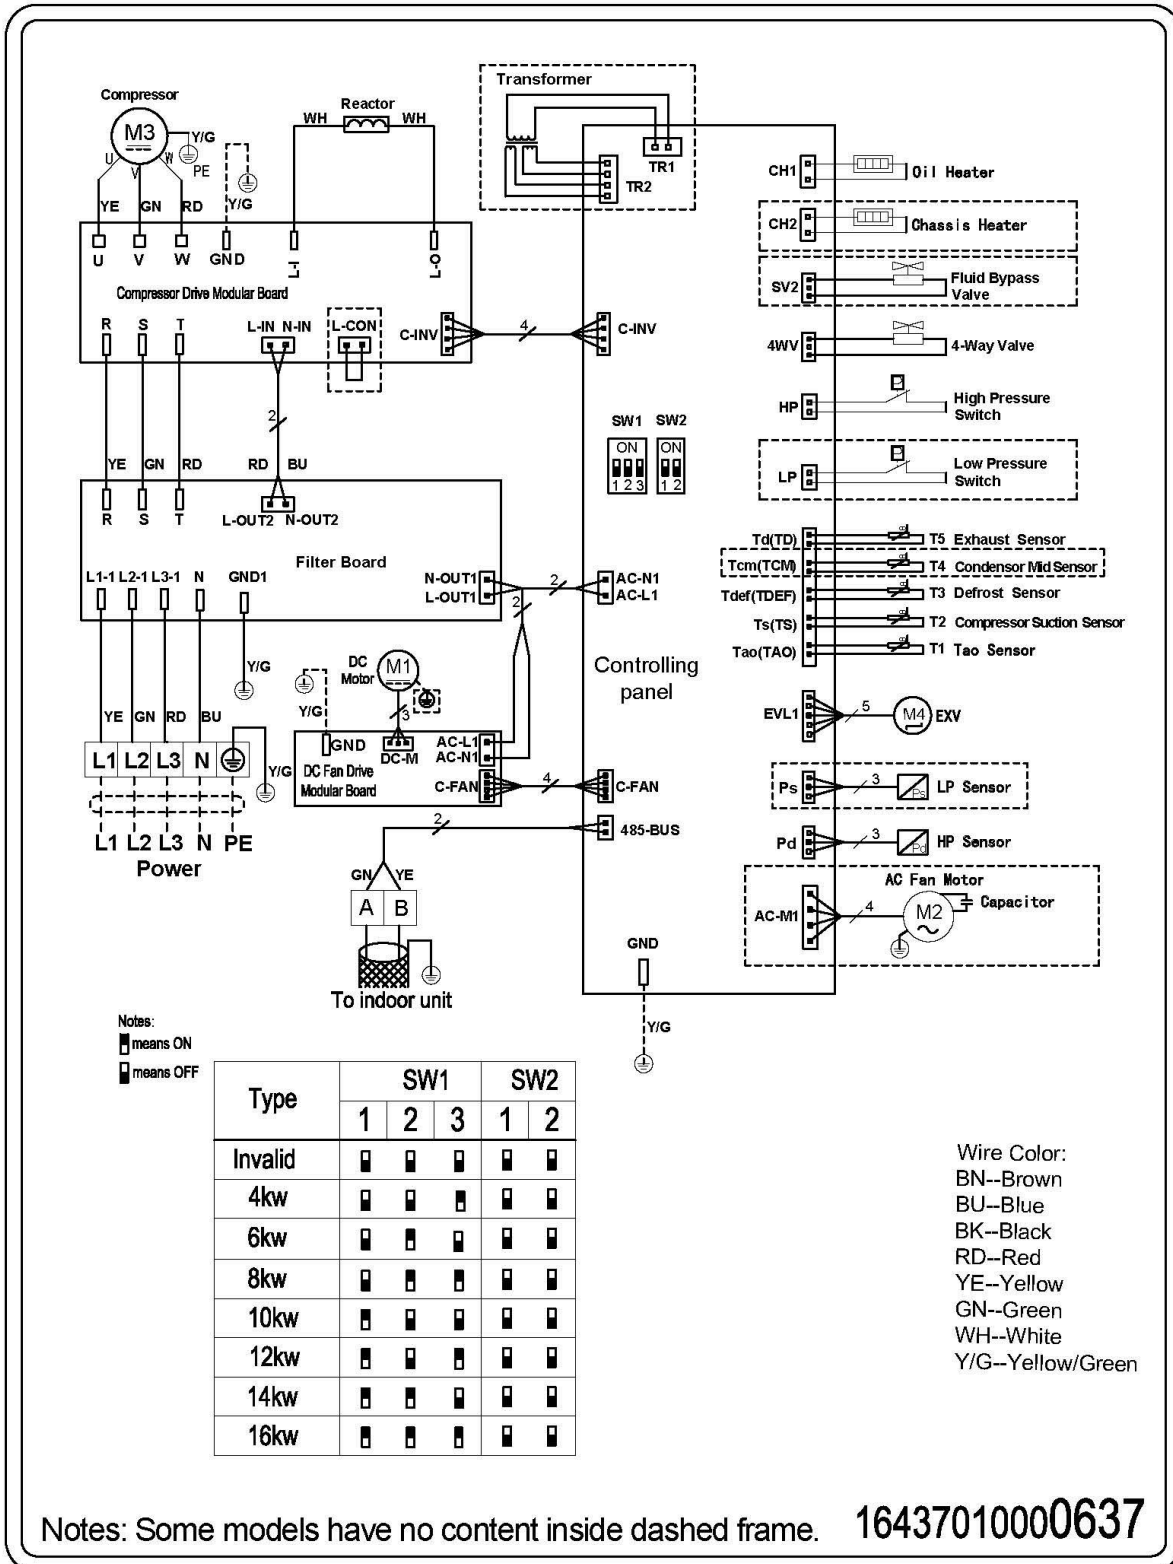 Transformer
TR1
TR2
Compressor
M3
Y/G
U
V
W
PE
YE GN RD
Y/G
Reactor
WH WH
U V W GND L-I L-O
Compressor Drive Modular Board
R S T L-IN N-IN L-CON C-INV
4
C-INV
2
YE GN RD RD BU
R S T L-OUT2 N-OUT2
Filter Board
L1-1 L2-1 L3-1 N GND1
N-OUT1
L-OUT1
2
2
AC-N1
AC-L1
Y/G
YE GN RD BU
L1 L2 L3 N
Y/G
L1 L2 L3 N PE
Power
DC
Motor
M1
Y/G
3
GND
DC-M
AC-L1
AC-N1
DC Fan Drive
Modular Board
C-FAN
4
C-FAN
2
485-BUS
GN YE
A B
To indoor unit
SW1 SW2
ON ON
1 2 3 1 2
Controlling
panel
GND
Y/G
CH1 Oil Heater
CH2 Chassis Heater
SV2 Fluid Bypass
Valve
4WV 4-Way Valve
HP P High Pressure
Switch
LP P Low Pressure
Switch
Td(TD) T5 Exhaust Sensor
Tcm(TCM) T4 Condensor Mid Sensor
Tdef(TDEF) T3 Defrost Sensor
Ts(TS) T2 Compressor Suction Sensor
Tao(TAO) T1 Tao Sensor
EVL1 5 M4 EXV
Ps 3 Ps LP Sensor
Pd 3 Pd HP Sensor
AC Fan Motor
AC-M1 4 M2 Capacitor
Notes:
means ON
means OFF
Type SW1 SW2
1 2 3 1 2
Invalid
4kw
6kw
8kw
10kw
12kw
14kw
16kw
Wire Color:
BN--Brown
BU--Blue
BK--Black
RD--Red
YE--Yellow
GN--Green
WH--White
Y/G--Yellow/Green
Notes: Some models have no content inside dashed frame.
16437010000637